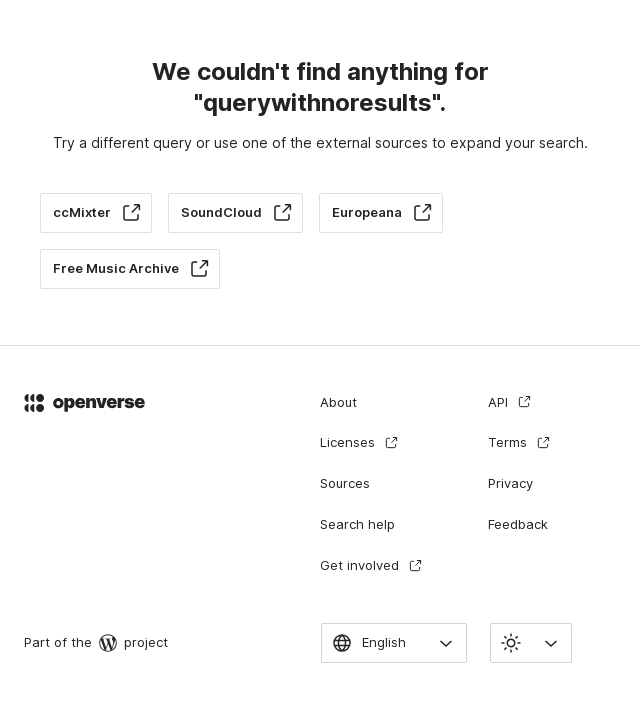 We couldn't find anything for
"querywithnoresults".
Try a different query or use one of the external sources to expand your search.
ccMixter
SoundCloud
Europeana
Free Music Archive
openverse
About
API
Licenses
Terms
Sources
Privacy
Search help
Feedback
Get involved
Part of the project
English